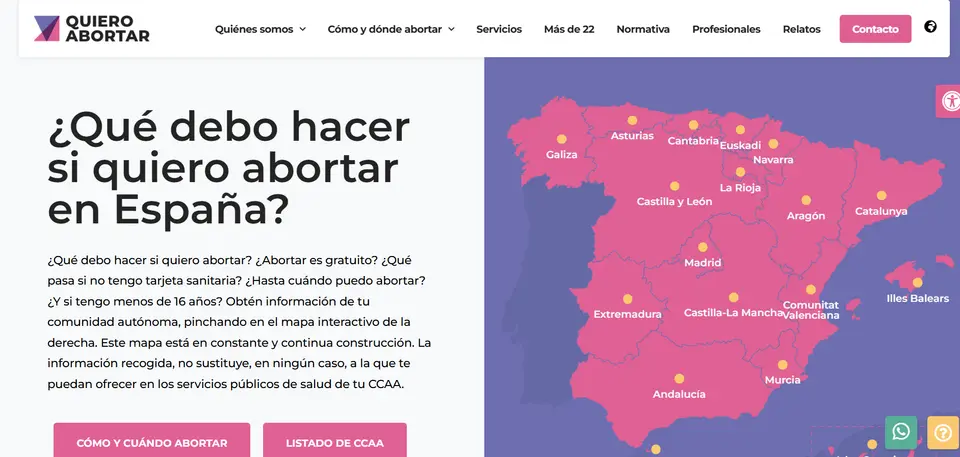 QUIERO
ABORTAR
Quiénes somos
Cómo y dónde abortar
Servicios
Más de 22
Normativa
Profesionales
Relatos
Contacto
¿Qué debo hacer
si quiero abortar
en España?
¿Qué debo hacer si quiero abortar? ¿Abortar es gratuito? ¿Qué
pasa si no tengo tarjeta sanitaria? ¿Hasta cuándo puedo abortar?
¿Y si tengo menos de 16 años? Obtén información de tu
comunidad autónoma, pinchando en el mapa interactivo de la
derecha. Este mapa está en constante y continua construcción. La
información recogida, no sustituye, en ningún caso, a la que te
puedan ofrecer en los servicios públicos de salud de tu CCAA.
CÓMO Y CUÁNDO ABORTAR
LISTADO DE CCAA
Galiza
Asturias
Cantabria
Euskadi
Navarra
La Rioja
Castilla y León
Aragón
Catalunya
Madrid
Illes Balears
Extremadura
Castilla-La Mancha
Comunitat
Valenciana
Murcia
Andalucía